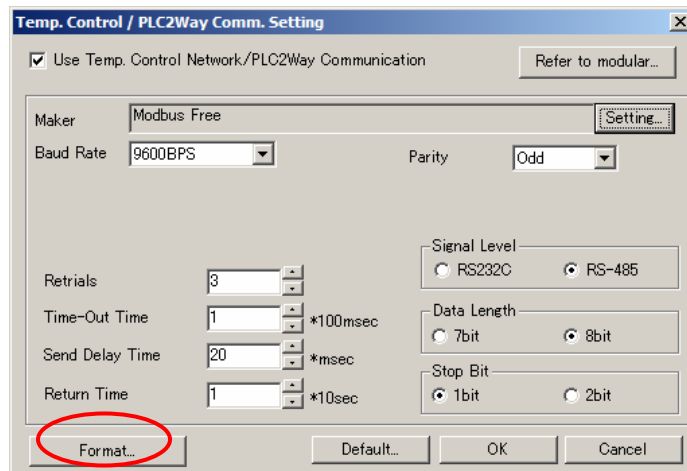 Temp. Control / PLC2Way Comm. Setting
Use Temp. Control Network/PLC2Way Communication
Refer to modular...
Maker
Modbus Free
Setting...
Baud Rate
9600BPS
Parity
Odd
Signal Level
RS232C
RS-485
Retrials
3
Time-Out Time
1
*100msec
Data Length
7bit
8bit
Send Delay Time
20
*msec
Stop Bit
1bit
2bit
Return Time
1
*10sec
Format...
Default...
OK
Cancel